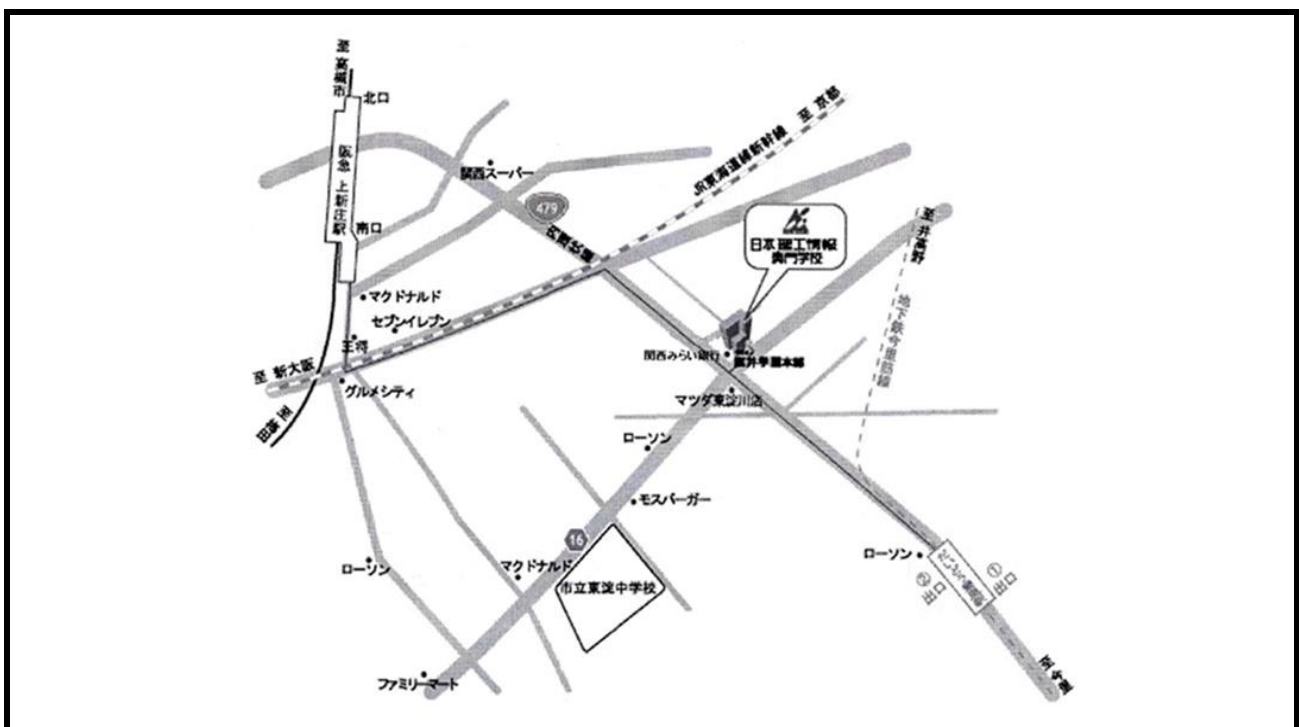 至 高槻市
北口
阪急 上新庄駅
南口
関西スーパー
479
内環状線
JR東海道線新幹線 至 京都
日本理工情報
専門学校
至 井高野
地下鉄今里筋線
マクドナルド
セブンイレブン
王将
至 新大阪
グルメシティ
関西みらい銀行
マツダ東淀川店
ローソン
モスバーガー
16
マクドナルド
市立東淀中学校
ローソン
ファミリーマート
ローソン
②
出口
①
出口
至 今里